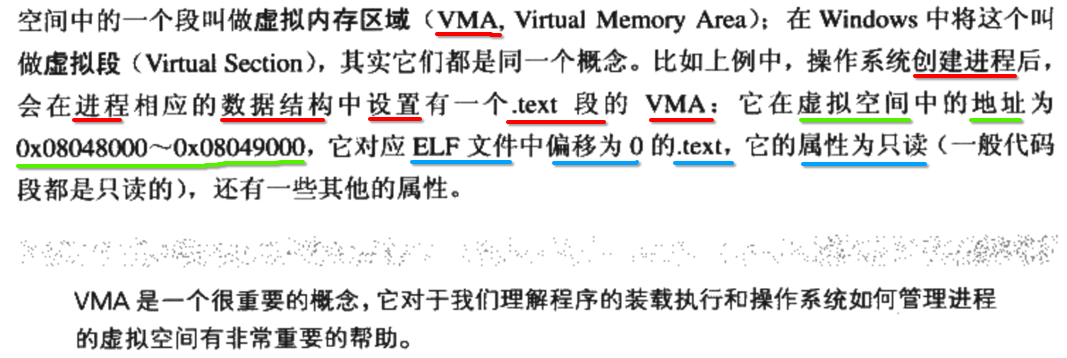 空间中的一个段叫做虚拟内存区域（VMA, Virtual Memory Area）；在 Windows 中将这个叫
做虚拟段（Virtual Section），其实它们都是同一个概念。比如上例中，操作系统创建进程后，
会在进程相应的数据结构中设置有一个.text 段的 VMA：它在虚拟空间中的地址为
0x08048000～0x08049000，它对应 ELF 文件中偏移为 0 的.text，它的属性为只读（一般代码
段都是只读的），还有一些其他的属性。
VMA 是一个很重要的概念，它对于我们理解程序的装载执行和操作系统如何管理进程
的虚拟空间有非常重要的帮助。